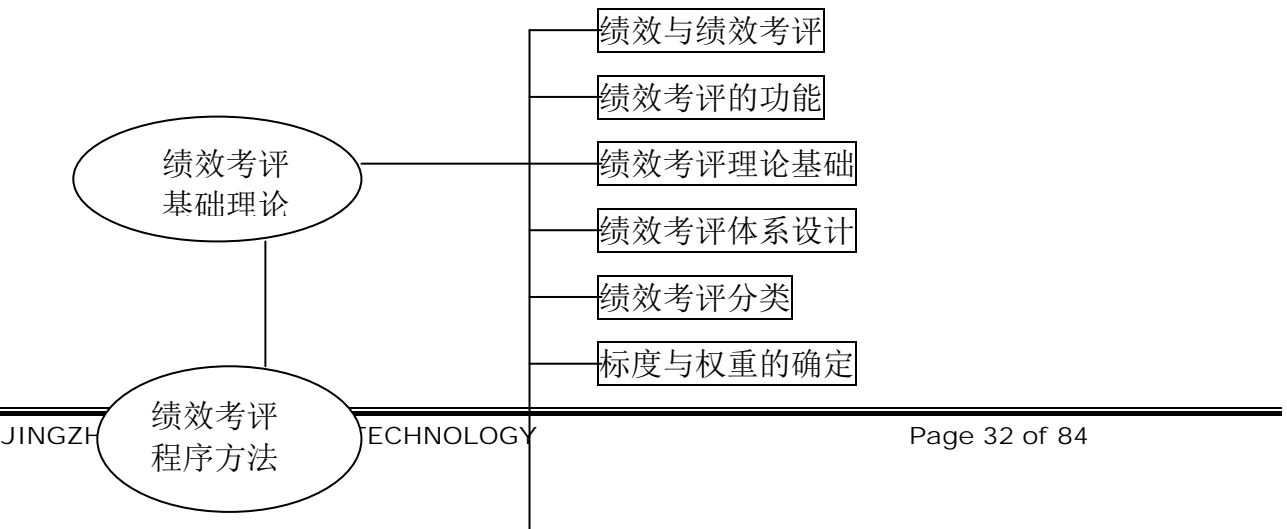 绩效与绩效考评
绩效考评的功能
绩效考评
基础理论
绩效考评理论基础
绩效考评体系设计
绩效考评分类
标度与权重的确定
绩效考评
程序方法
JINGZH
TECHNOLOGY
Page 32 of 84